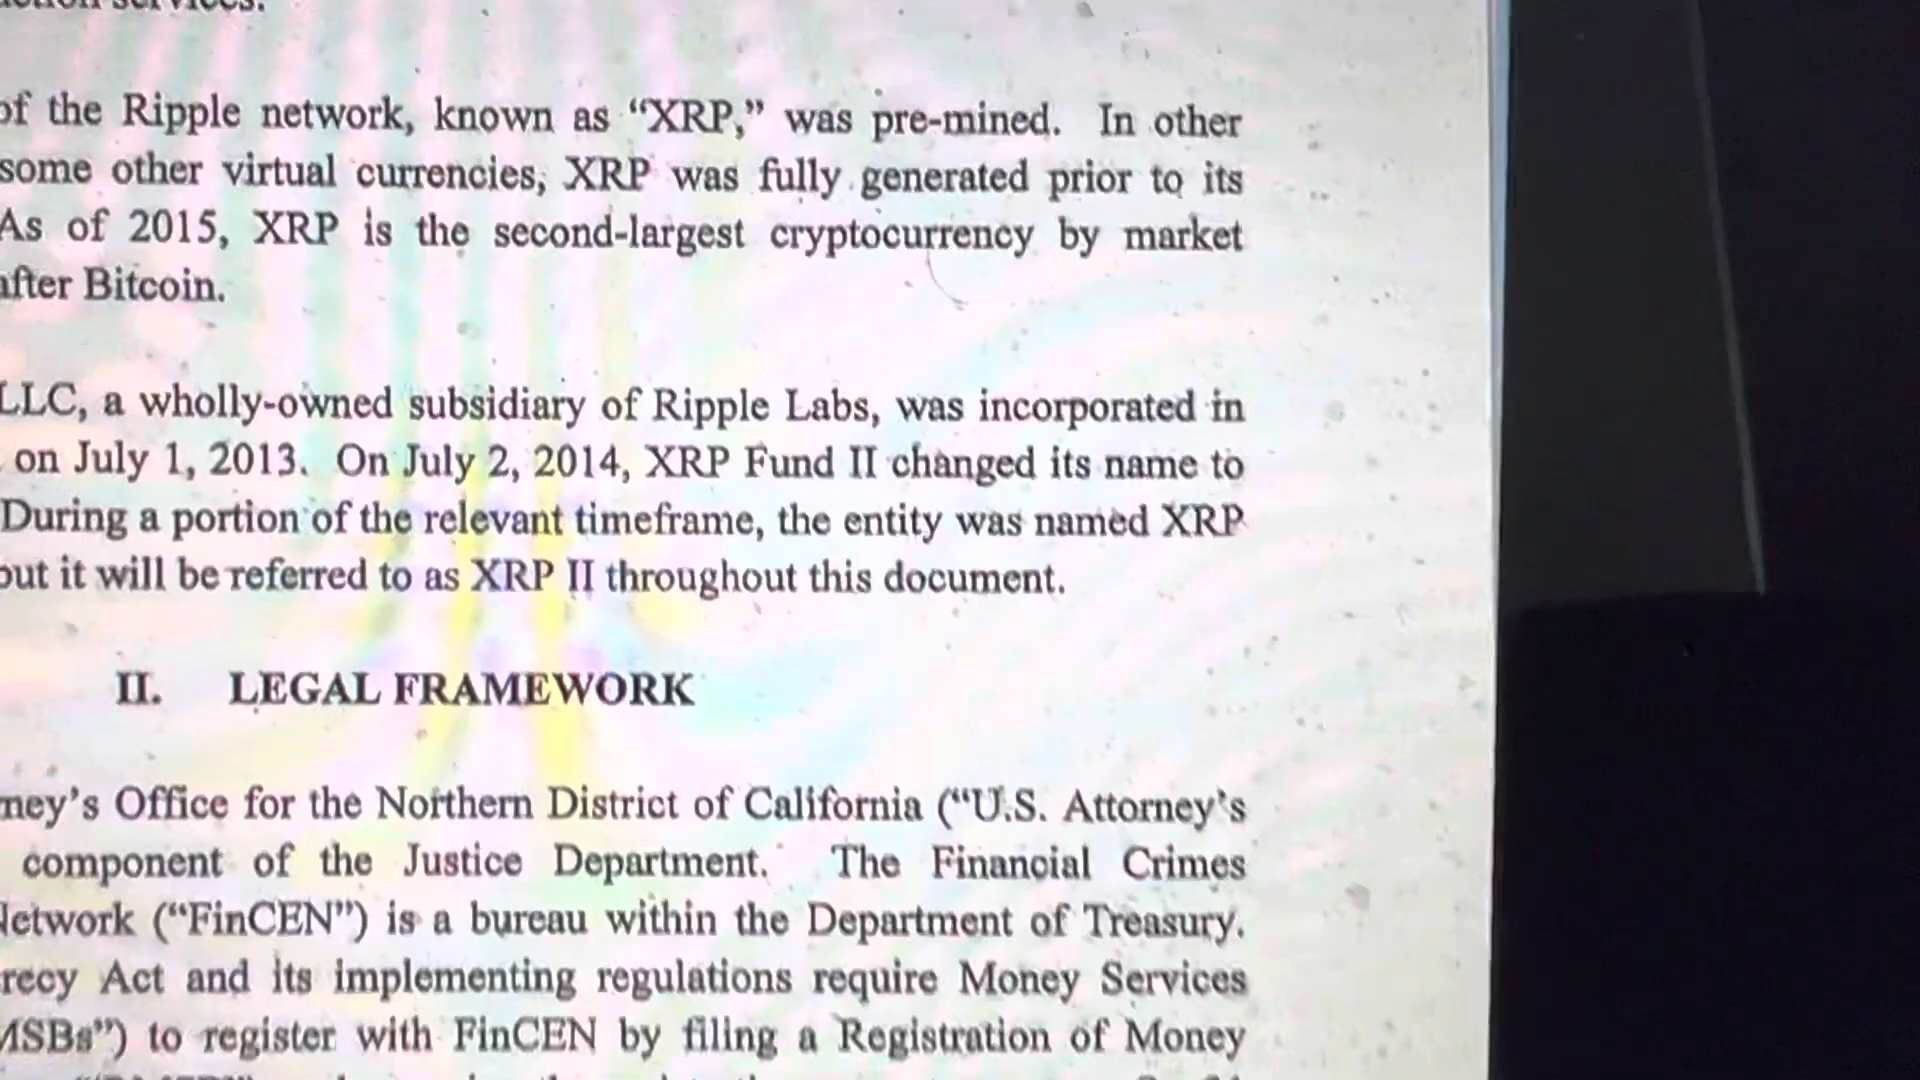 of the Ripple network, known as “XRP,” was pre-mined. In other
some other virtual currencies, XRP was fully generated prior to its
As of 2015, XRP is the second-largest cryptocurrency by market
after Bitcoin.
LLC, a wholly-owned subsidiary of Ripple Labs, was incorporated in
on July 1, 2013. On July 2, 2014, XRP Fund II changed its name to
During a portion of the relevant timeframe, the entity was named XRP
but it will be referred to as XRP II throughout this document.
II. LEGAL FRAMEWORK
ney’s Office for the Northern District of California (“U.S. Attorney’s
component of the Justice Department. The Financial Crimes
Network (“FinCEN”) is a bureau within the Department of Treasury.
recy Act and its implementing regulations require Money Services
MSBs”) to register with FinCEN by filing a Registration of Money